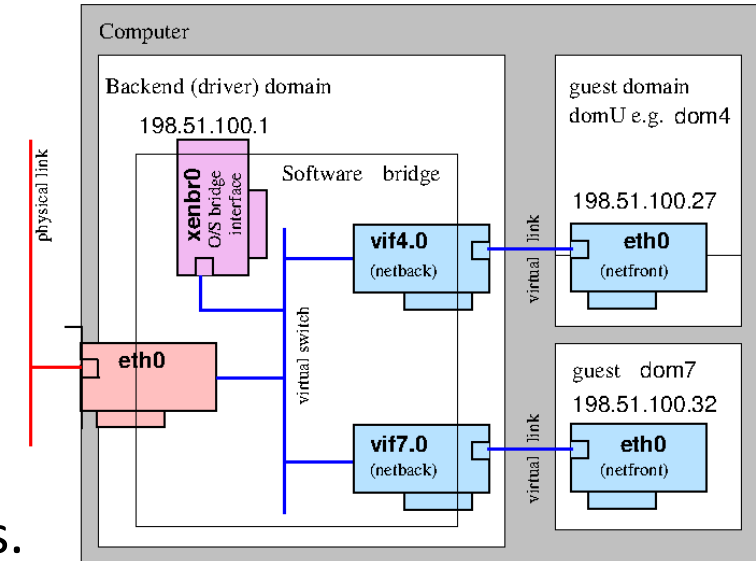 Computer
Backend (driver) domain
198.51.100.1
Software bridge
xenbr0
O/S bridge
interface
physical link
eth0
virtual switch
vif4.0
(netback)
vif7.0
(netback)
virtual link
virtual link
guest domain
domU e.g. dom4
198.51.100.27
eth0
(netfront)
guest dom7
198.51.100.32
eth0
(netfront)
s.